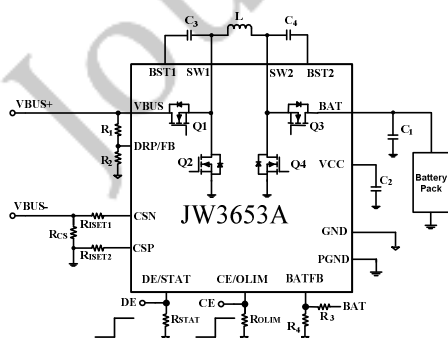 C3
L
C4
BST1
SW1
SW2
BST2
VBUS+
VBUS
Q1
Q3
BAT
R1
DRP/FB
R2
Q2
Q4
C1
VCC
C2
Battery
Pack
VBUS-
JW3653A
CSN
RISET1
RCS
CSP
RISET2
GND
PGND
DE/STAT
CE/OLIM
BATFB
DE
CE
RSTAT
ROLIM
R4
R3
BAT